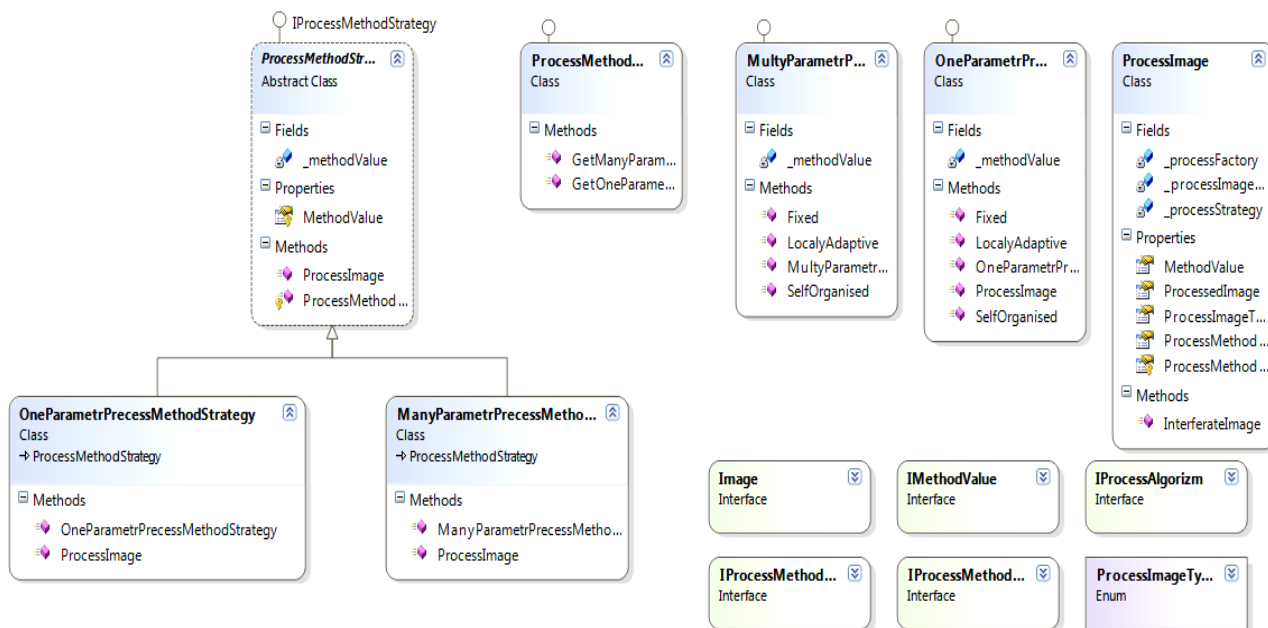 IProcessMethodStrategy
ProcessMethodStr...
Abstract Class
Fields
_methodValue
Properties
MethodValue
Methods
ProcessImage
ProcessMethod...
ProcessMethod...
Class
Methods
GetManyParam...
GetOneParame...
MultyParametrP...
Class
Fields
_methodValue
Methods
Fixed
LocalyAdaptive
MultyParametr...
SelfOrganised
OneParametrPr...
Class
Fields
_methodValue
Methods
Fixed
LocalyAdaptive
OneParametrPr...
ProcessImage
SelfOrganised
ProcessImage
Class
Fields
_processFactory
_processImage...
_processStrategy
Properties
MethodValue
ProcessedImage
ProcessImageT...
ProcessMethod...
ProcessMethod...
Methods
InterferateImage
OneParametrPrecessMethodStrategy
Class
ProcessMethodStrategy
Methods
OneParametrPrecessMethodStrategy
ProcessImage
ManyParametrPrecessMetho...
Class
ProcessMethodStrategy
Methods
ManyParametrPrecessMetho...
ProcessImage
Image
Interface
IMethodValue
Interface
IProcessAlgorizm
Interface
IProcessMethod...
Interface
IProcessMethod...
Interface
ProcessImageTy...
Enum